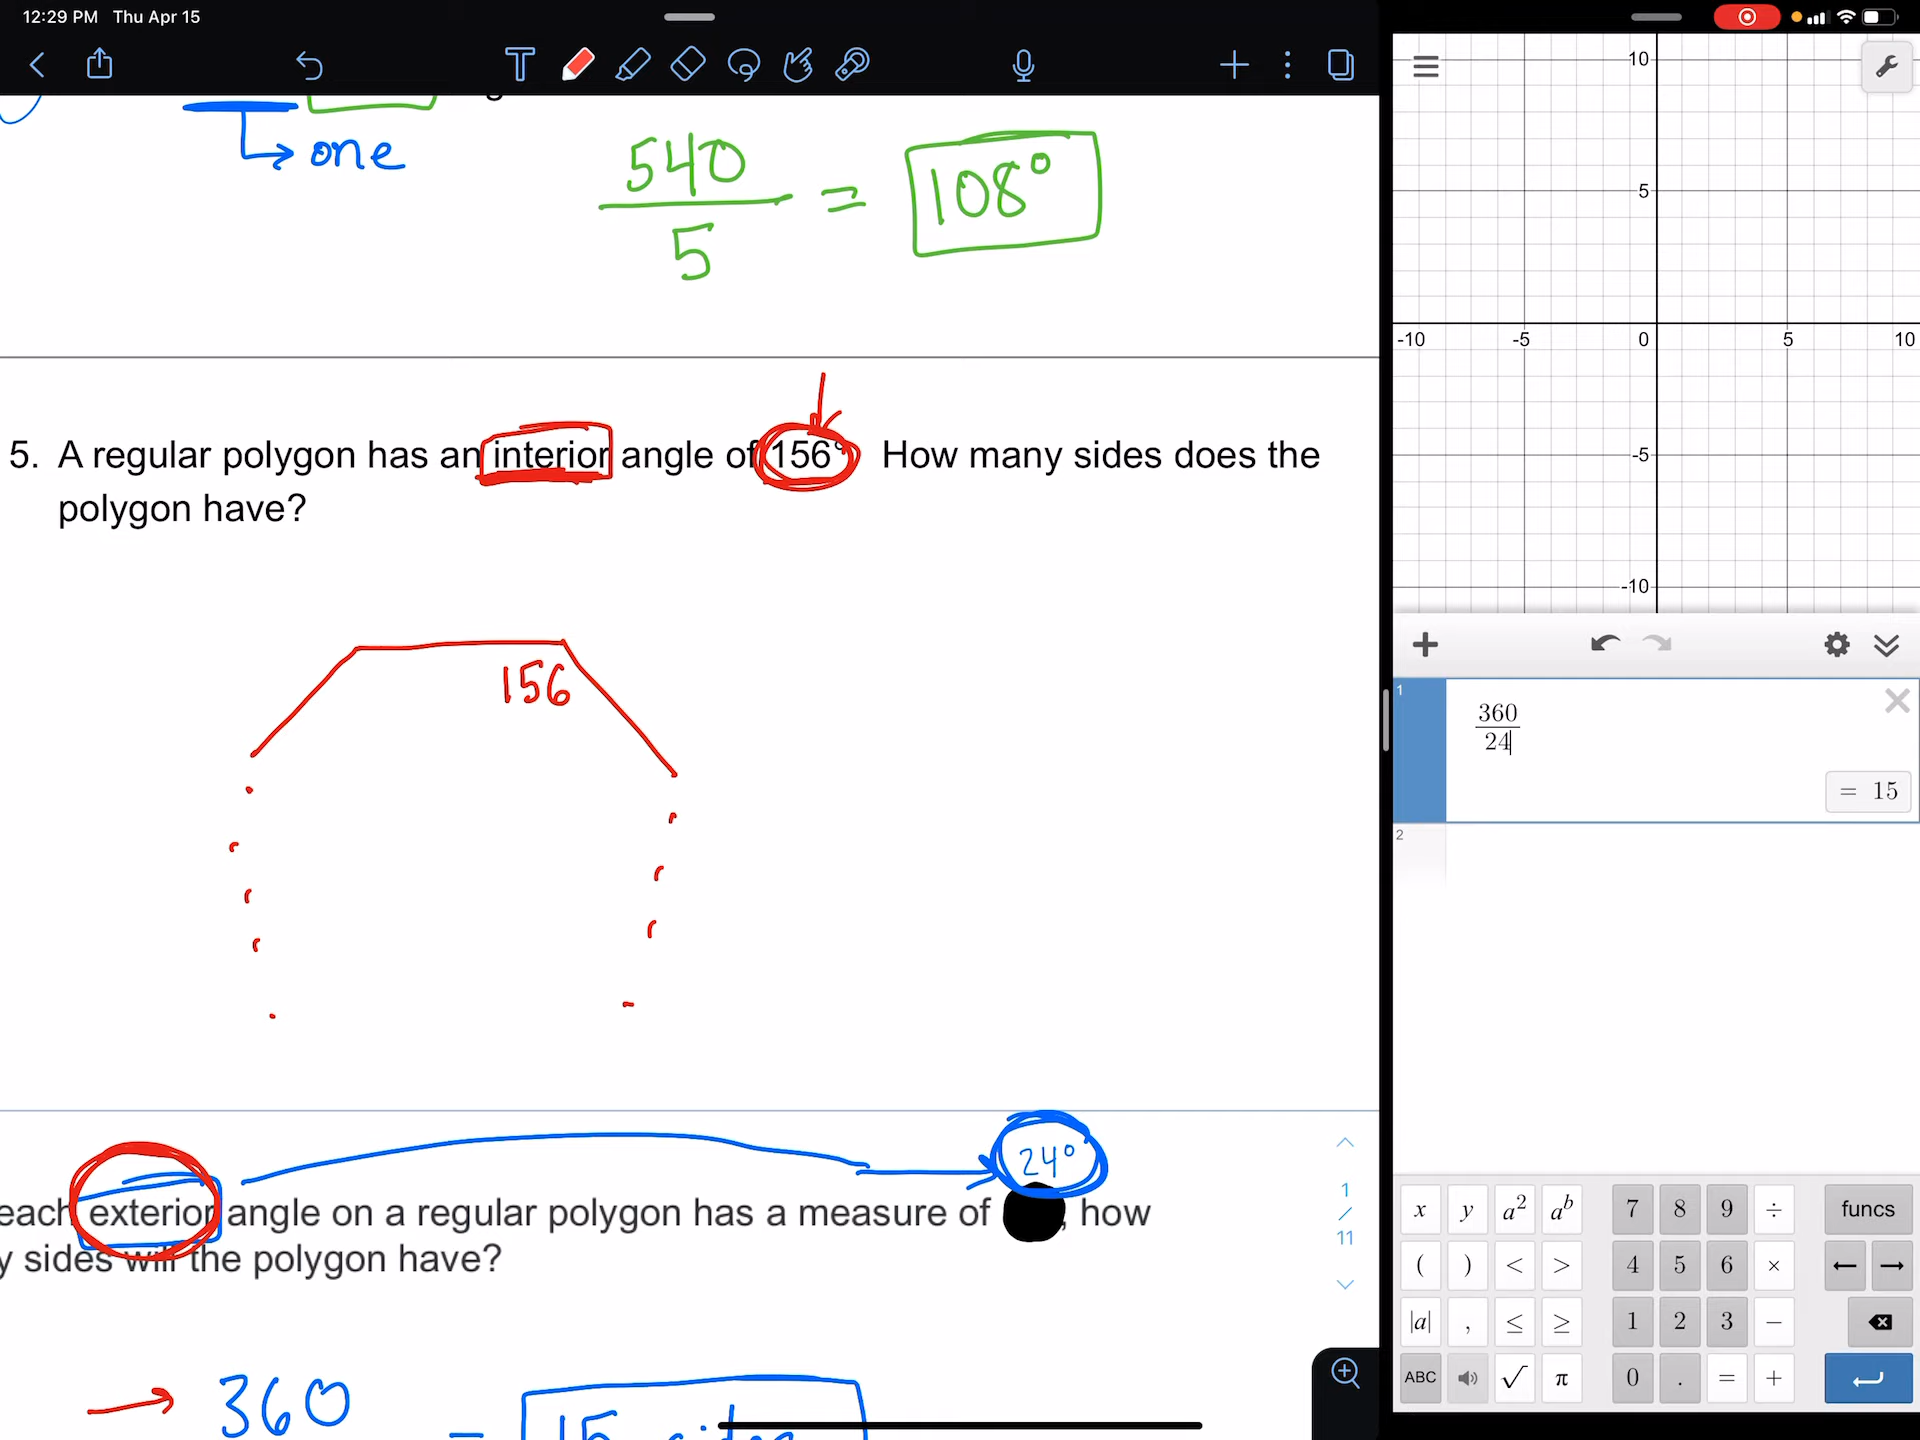 12:29 PM Thu Apr 15
one
540
5
=
108°
5. A regular polygon has an interior angle of 156° How many sides does the
polygon have?
156
24°
each exterior angle on a regular polygon has a measure of , how
y sides will the polygon have?
360
= 15 sides
1
/
11
10
5
-10 -5 0 5 10
-5
-10
1
360
24
= 15
2
x y a² aᵇ 7 8 9 ÷ funcs
( ) < > 4 5 6 × ← →
|a| , ≤ ≥ 1 2 3 −
ABC √ π 0 . = +